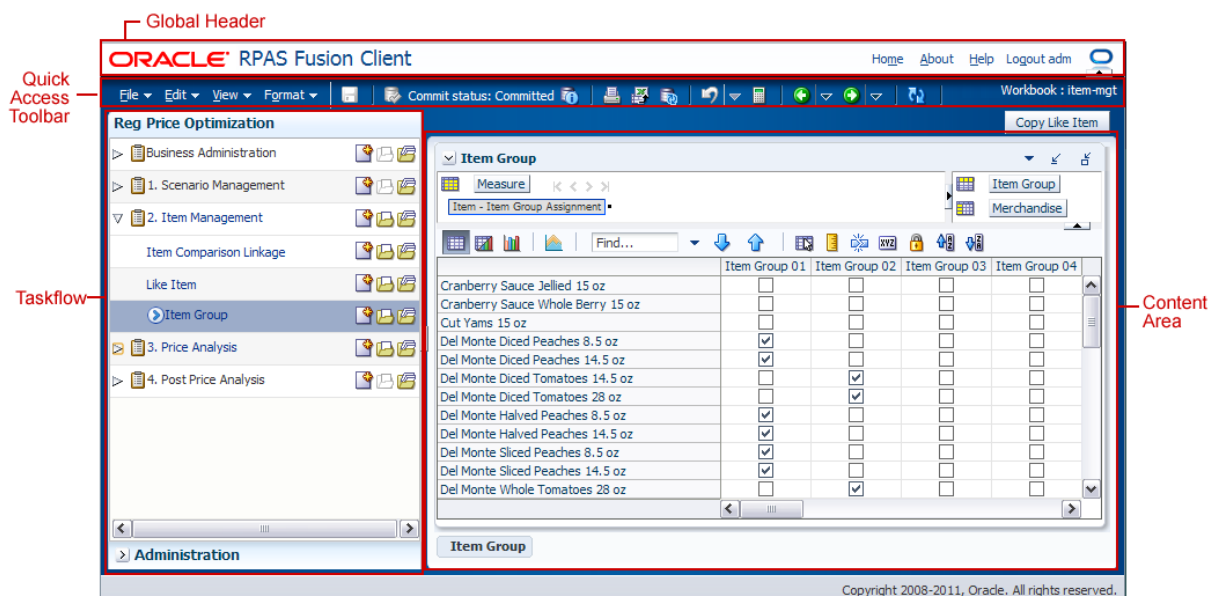 Global Header
ORACLE® RPAS Fusion Client
Home About Help Logout adm
Quick
Access
Toolbar
File Edit View Format Commit status: Committed Workbook : item-mgt
Reg Price Optimization
Copy Like Item
Business Administration
1. Scenario Management
2. Item Management
Item Comparison Linkage
Like Item
Item Group
3. Price Analysis
4. Post Price Analysis
Administration
Taskflow
Item Group
Measure
Item - Item Group Assignment
Item Group
Merchandise
Find... XYZ
Item Group 01 Item Group 02 Item Group 03 Item Group 04
Cranberry Sauce Jellied 15 oz
Cranberry Sauce Whole Berry 15 oz
Cut Yams 15 oz
Del Monte Diced Peaches 8.5 oz
Del Monte Diced Peaches 14.5 oz
Del Monte Diced Tomatoes 14.5 oz
Del Monte Diced Tomatoes 28 oz
Del Monte Halved Peaches 8.5 oz
Del Monte Halved Peaches 14.5 oz
Del Monte Sliced Peaches 8.5 oz
Del Monte Sliced Peaches 14.5 oz
Del Monte Whole Tomatoes 28 oz
Item Group
Content
Area
Copyright 2008-2011, Oracle. All rights reserved.